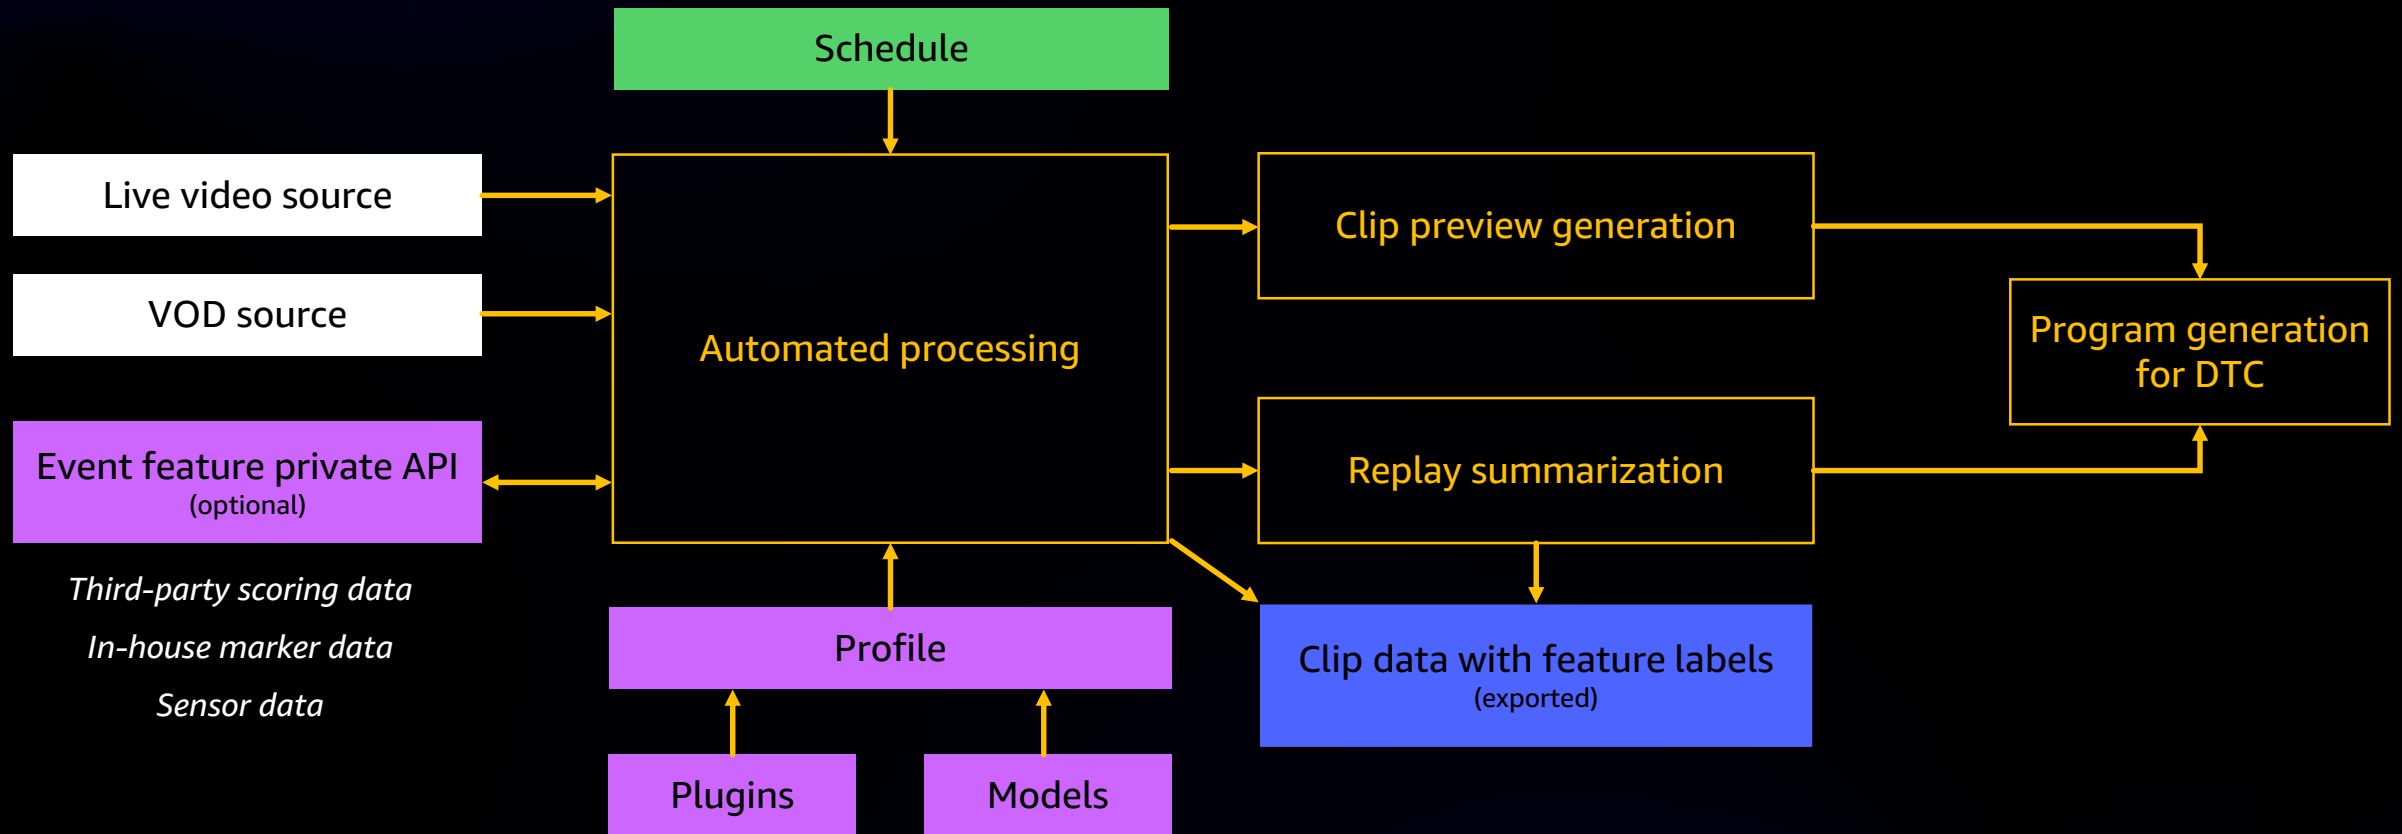 Schedule
Live video source
VOD source
Event feature private API
(optional)
Third-party scoring data
In-house marker data
Sensor data
Automated processing
Profile
Plugins
Models
Clip preview generation
Replay summarization
Clip data with feature labels
(exported)
Program generation
for DTC